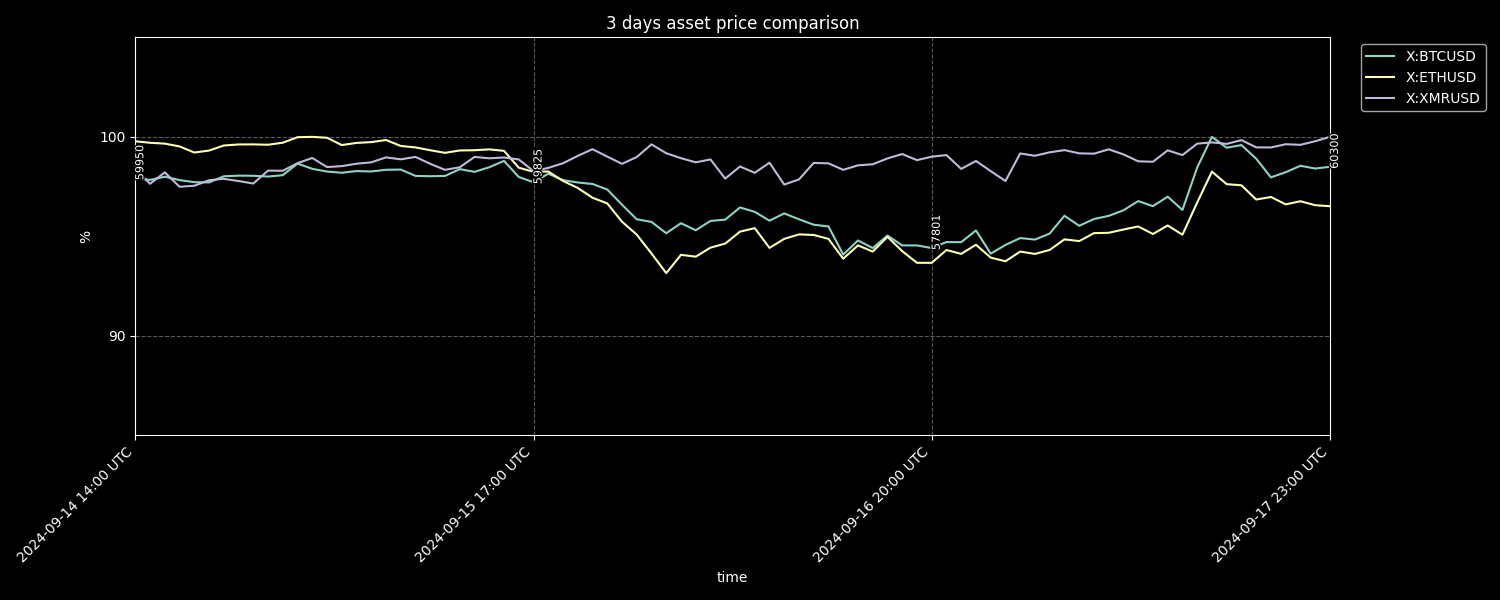 3 days asset price comparison
X:BTCUSD
X:ETHUSD
X:XMRUSD
100
90
%
59950
59825
57801
60300
2024-09-14 14:00 UTC
2024-09-15 17:00 UTC
2024-09-16 20:00 UTC
2024-09-17 23:00 UTC
time